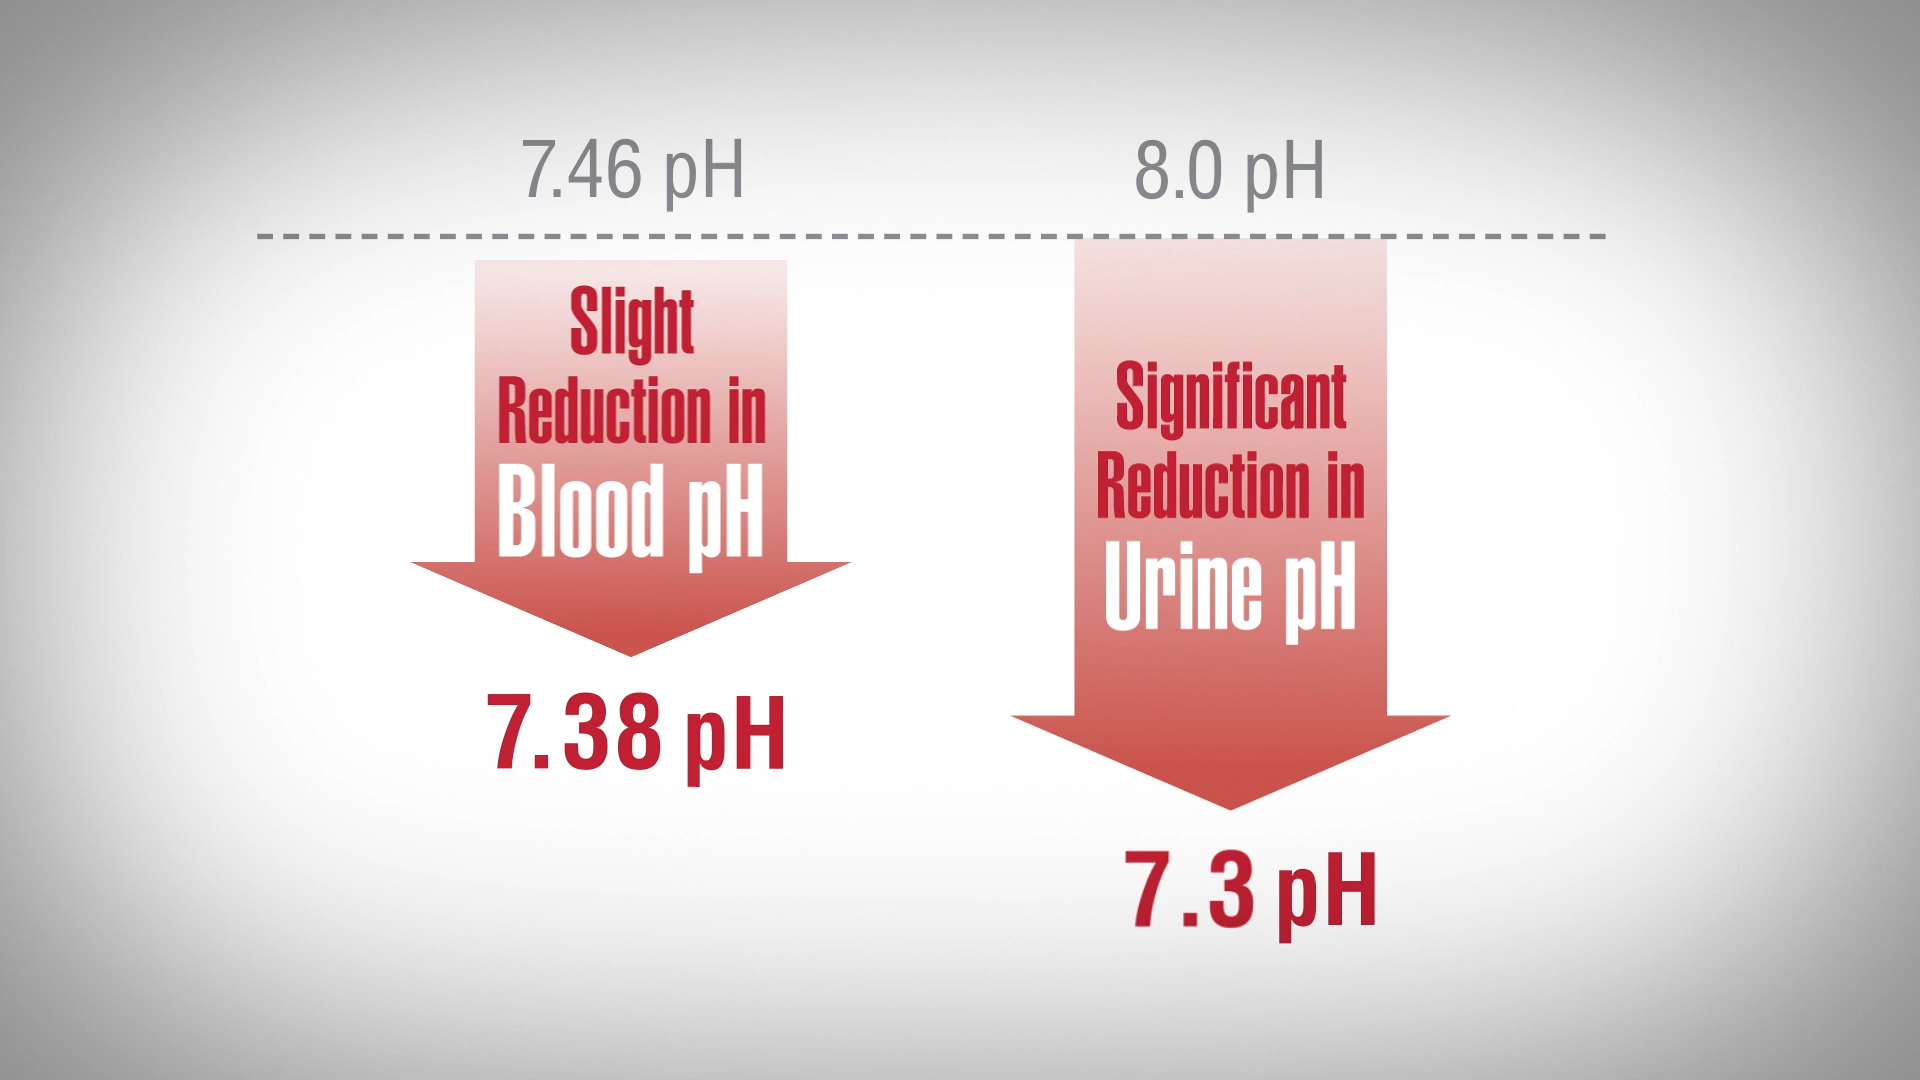 7.46 pH
8.0 pH
Slight
Reduction in
Blood pH
7.38 pH
Significant
Reduction in
Urine pH
7.3 pH